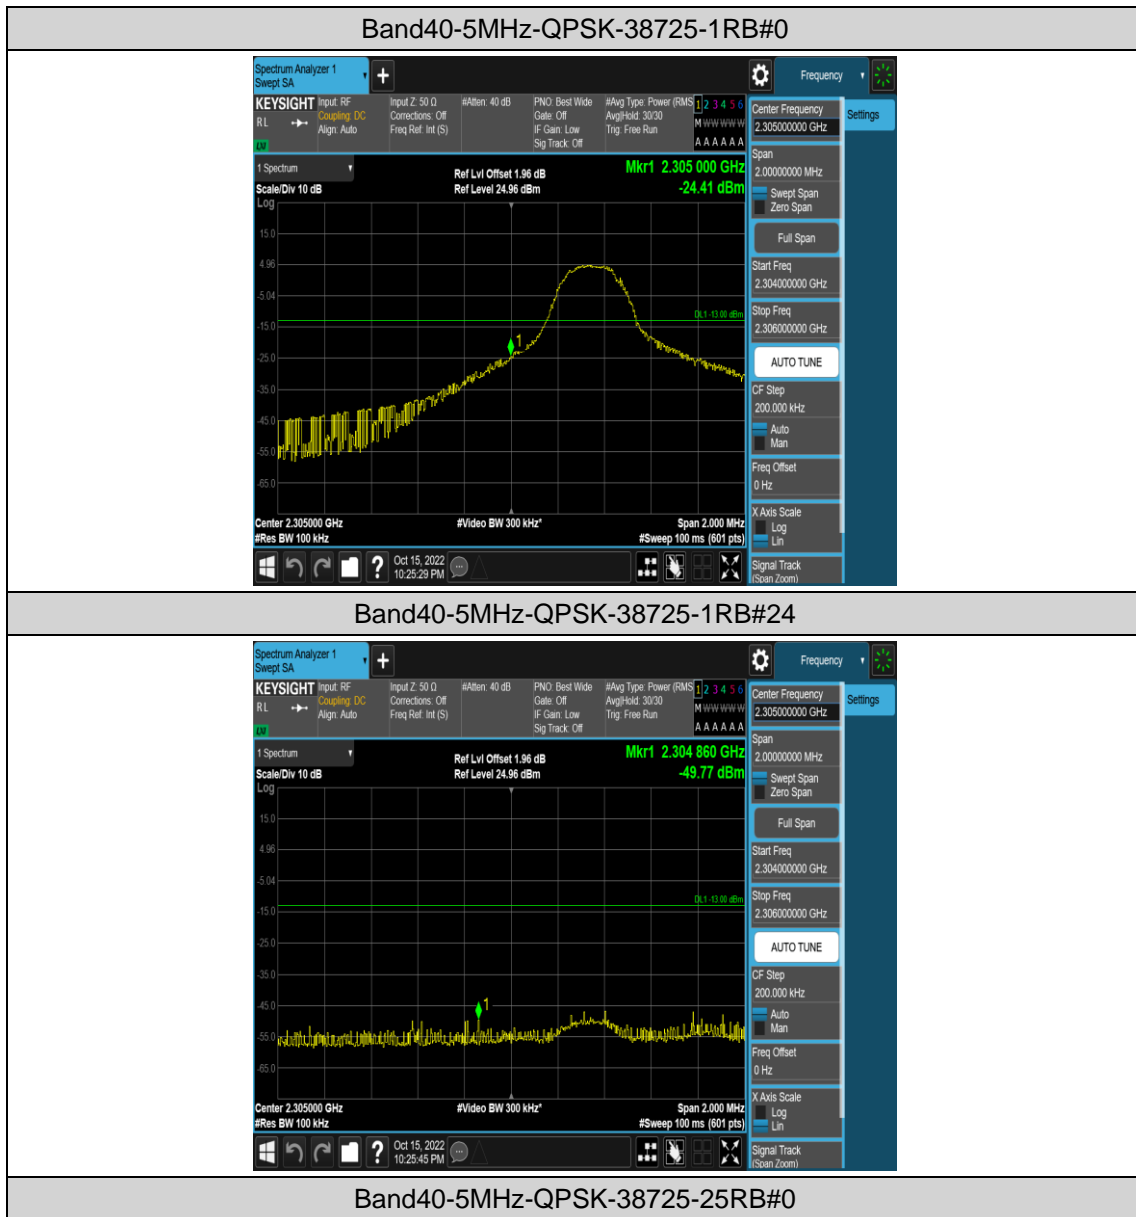 Band40-5MHz-QPSK-38725-1RB#0
Spectrum Analyzer 1
Swept SA
Frequency
KEYSIGHT
RL
Input: RF
Coupling: DC
Align: Auto
Input Z: 50 Ω
Corrections: Off
Freq Ref: Int (S)
#Atten: 40 dB
PNO: Best Wide
Gate: Off
IF Gain: Low
Sig Track: Off
#Avg Type: Power (RMS
Avg|Hold: 30/30
Trig: Free Run
1 2 3 4 5 6
M W W W W W
A A A A A A
1 Spectrum
Scale/Div 10 dB
Log
Ref Lvl Offset 1.96 dB
Ref Level 24.96 dBm
Mkr1 2.305 000 GHz
-24.41 dBm
15.0
4.96
-5.04
-15.0
-25.0
-35.0
-45.0
-55.0
-65.0
DL1 -13.00 dBm
1
Center 2.305000 GHz
#Res BW 100 kHz
#Video BW 300 kHz*
Span 2.000 MHz
#Sweep 100 ms (601 pts)
Oct 15, 2022
10:25:29 PM
Center Frequency
2.305000000 GHz
Settings
Span
2.00000000 MHz
Swept Span
Zero Span
Full Span
Start Freq
2.304000000 GHz
Stop Freq
2.306000000 GHz
AUTO TUNE
CF Step
200.000 kHz
Auto
Man
Freq Offset
0 Hz
X Axis Scale
Log
Lin
Signal Track
(Span Zoom)
Band40-5MHz-QPSK-38725-1RB#24
Spectrum Analyzer 1
Swept SA
Frequency
KEYSIGHT
RL
Input: RF
Coupling: DC
Align: Auto
Input Z: 50 Ω
Corrections: Off
Freq Ref: Int (S)
#Atten: 40 dB
PNO: Best Wide
Gate: Off
IF Gain: Low
Sig Track: Off
#Avg Type: Power (RMS
Avg|Hold: 30/30
Trig: Free Run
1 2 3 4 5 6
M W W W W W
A A A A A A
1 Spectrum
Scale/Div 10 dB
Log
Ref Lvl Offset 1.96 dB
Ref Level 24.96 dBm
Mkr1 2.304 860 GHz
-49.77 dBm
15.0
4.96
-5.04
-15.0
-25.0
-35.0
-45.0
-55.0
-65.0
DL1 -13.00 dBm
1
Center 2.305000 GHz
#Res BW 100 kHz
#Video BW 300 kHz*
Span 2.000 MHz
#Sweep 100 ms (601 pts)
Oct 15, 2022
10:25:45 PM
Center Frequency
2.305000000 GHz
Settings
Span
2.00000000 MHz
Swept Span
Zero Span
Full Span
Start Freq
2.304000000 GHz
Stop Freq
2.306000000 GHz
AUTO TUNE
CF Step
200.000 kHz
Auto
Man
Freq Offset
0 Hz
X Axis Scale
Log
Lin
Signal Track
(Span Zoom)
Band40-5MHz-QPSK-38725-25RB#0